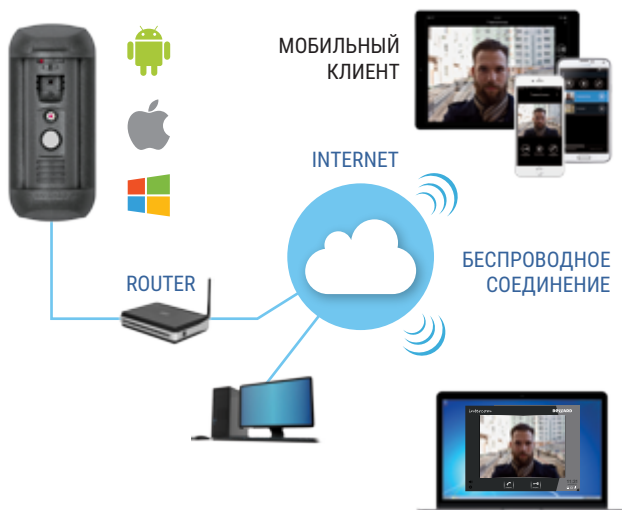 МОБИЛЬНЫЙ
КЛИЕНТ
INTERNET
БЕСПРОВОДНОЕ
СОЕДИНЕНИЕ
ROUTER